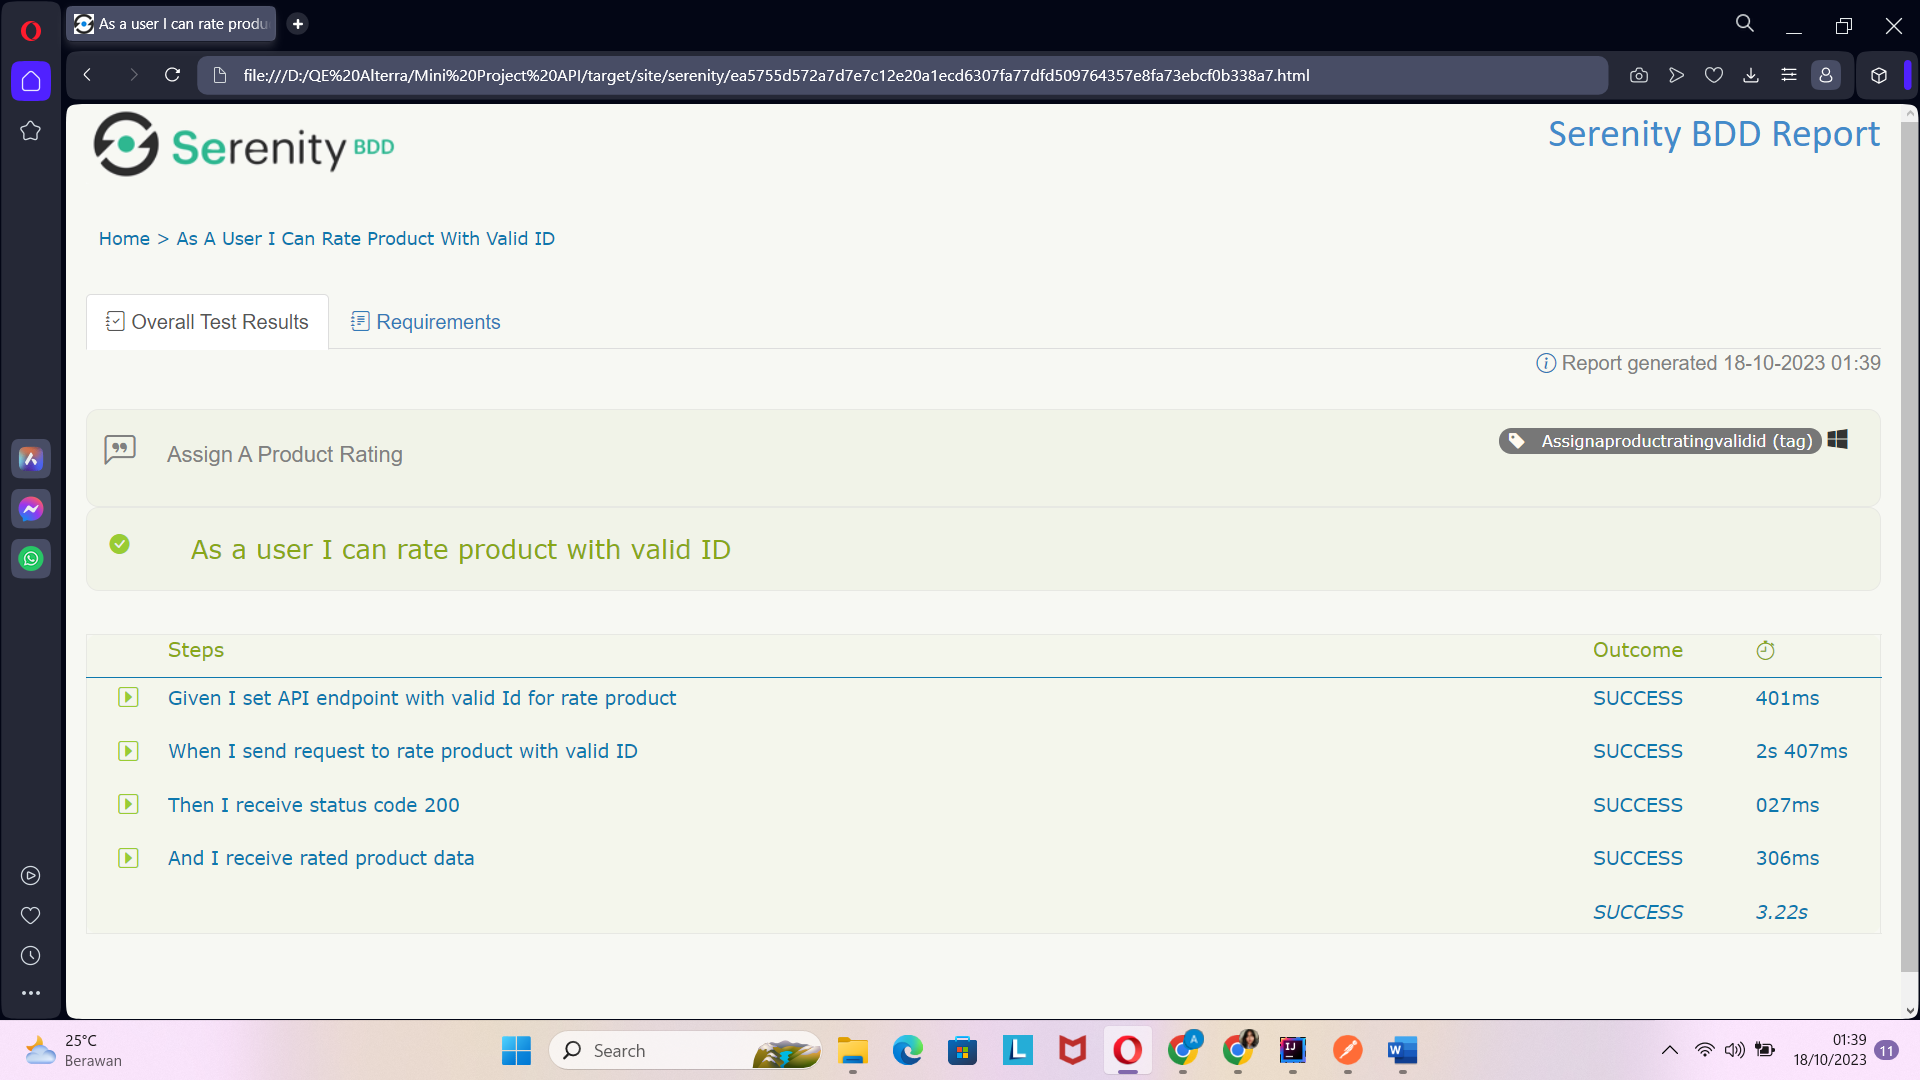 As a user I can rate produ
file:///D:/QE%20Alterra/Mini%20Project%20API/target/site/serenity/ea5755d572a7d7e7c12e20a1ecd6307fa77dfd509764357e8fa73ebcf0b338a7.html
Serenity BDD
Serenity BDD Report
Home > As A User I Can Rate Product With Valid ID
Overall Test Results
Requirements
Report generated 18-10-2023 01:39
Assign A Product Rating
Assignaproductratingvalidid (tag)
As a user I can rate product with valid ID
Steps Outcome
Given I set API endpoint with valid Id for rate product SUCCESS 401ms
When I send request to rate product with valid ID SUCCESS 2s 407ms
Then I receive status code 200 SUCCESS 027ms
And I receive rated product data SUCCESS 306ms
SUCCESS 3.22s
25°C
Berawan
Search
L
A
IJ
W
01:39
18/10/2023
11